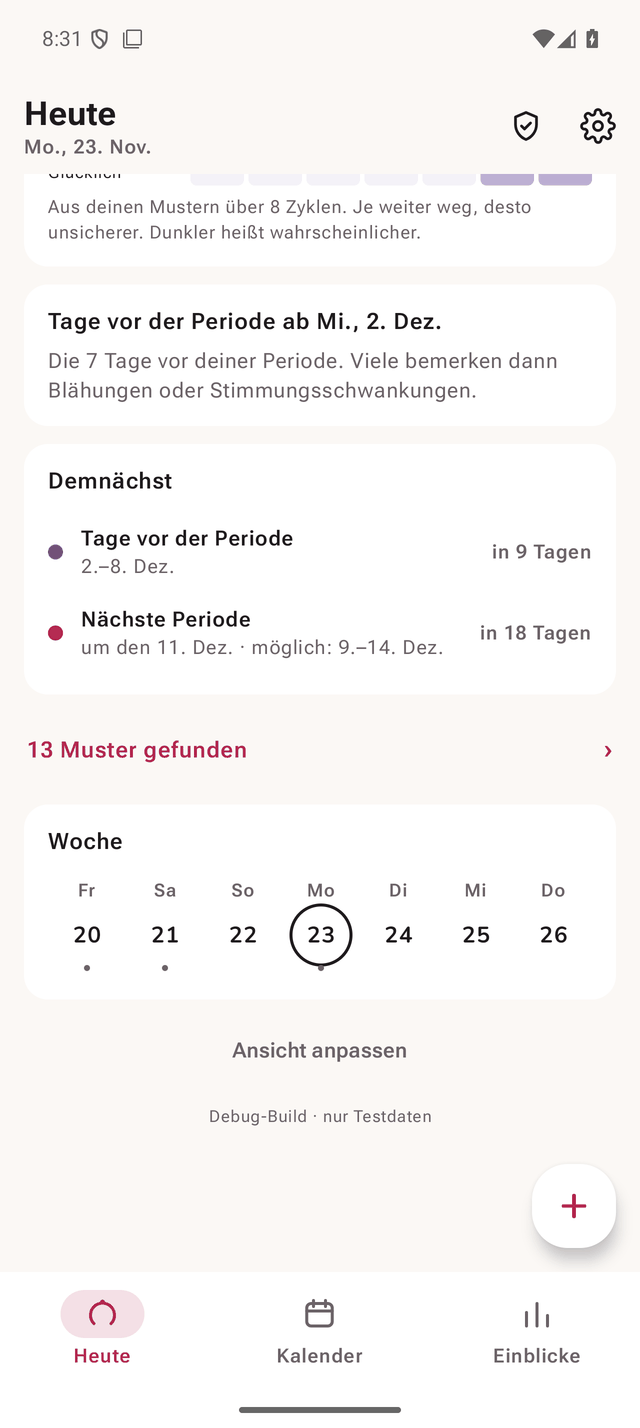 8:31
Heute
Mo., 23. Nov.
Glücklich
Aus deinen Mustern über 8 Zyklen. Je weiter weg, desto
unsicherer. Dunkler heißt wahrscheinlicher.
Tage vor der Periode ab Mi., 2. Dez.
Die 7 Tage vor deiner Periode. Viele bemerken dann
Blähungen oder Stimmungsschwankungen.
Demnächst
Tage vor der Periode
2.–8. Dez.
in 9 Tagen
Nächste Periode
um den 11. Dez. · möglich: 9.–14. Dez.
in 18 Tagen
13 Muster gefunden ›
Woche
Fr Sa So Mo Di Mi Do
20 21 22 23 24 25 26
Ansicht anpassen
Debug-Build · nur Testdaten
Heute Kalender Einblicke